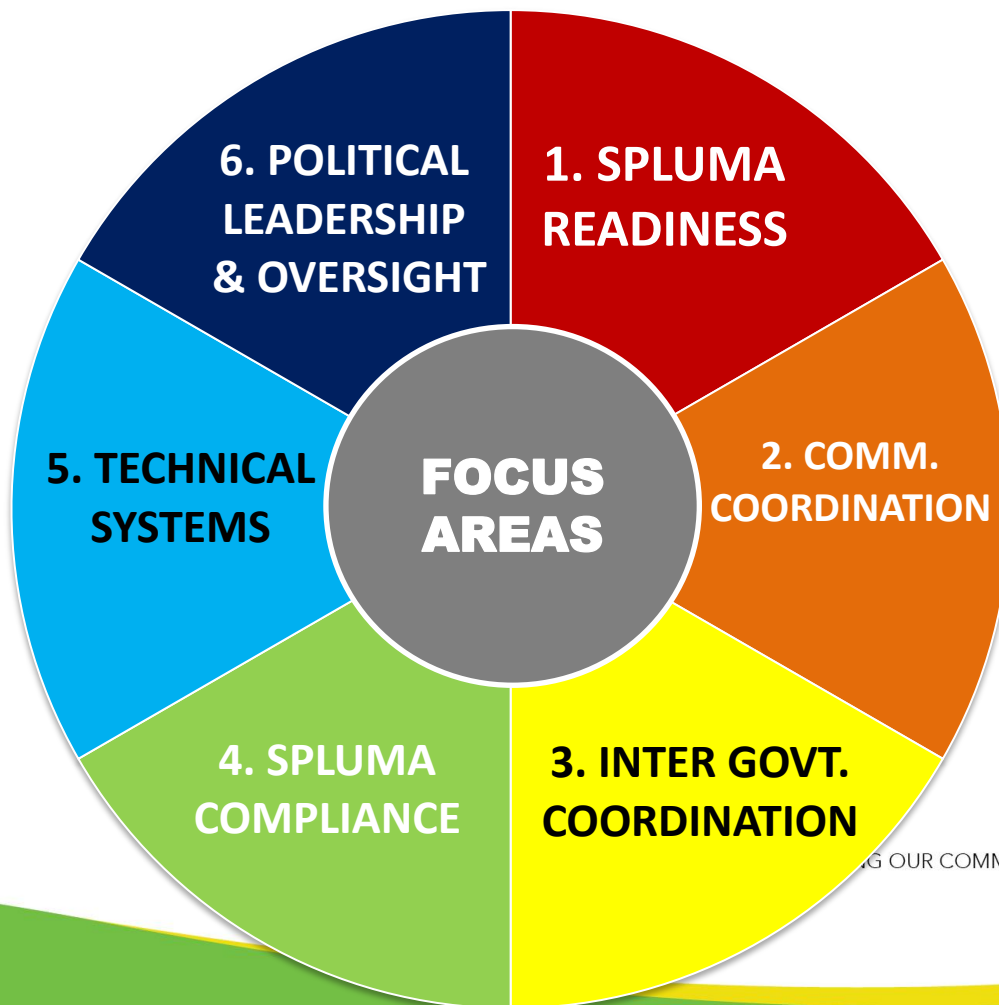 1. SPLUMA
READINESS
2. COMM.
COORDINATION
3. INTER GOVT.
COORDINATION
4. SPLUMA
COMPLIANCE
5. TECHNICAL
SYSTEMS
6. POLITICAL
LEADERSHIP
& OVERSIGHT
FOCUS
AREAS
OUR